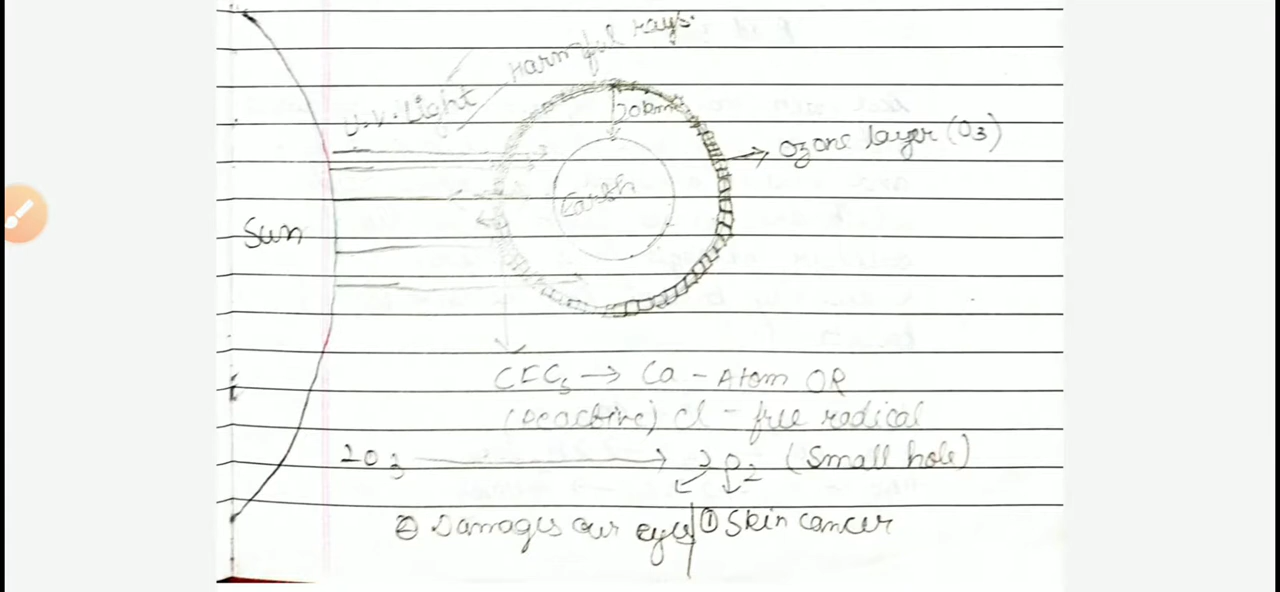 Harmful rays.
U.V. Light
20km
Ozone layer (O3)
Earth
Sun
CFCs → Ca - Atom OR
(Reactive) Cl - free radical
2O3 → 3O2 (Small hole)
② Damages our eyes ① Skin cancer